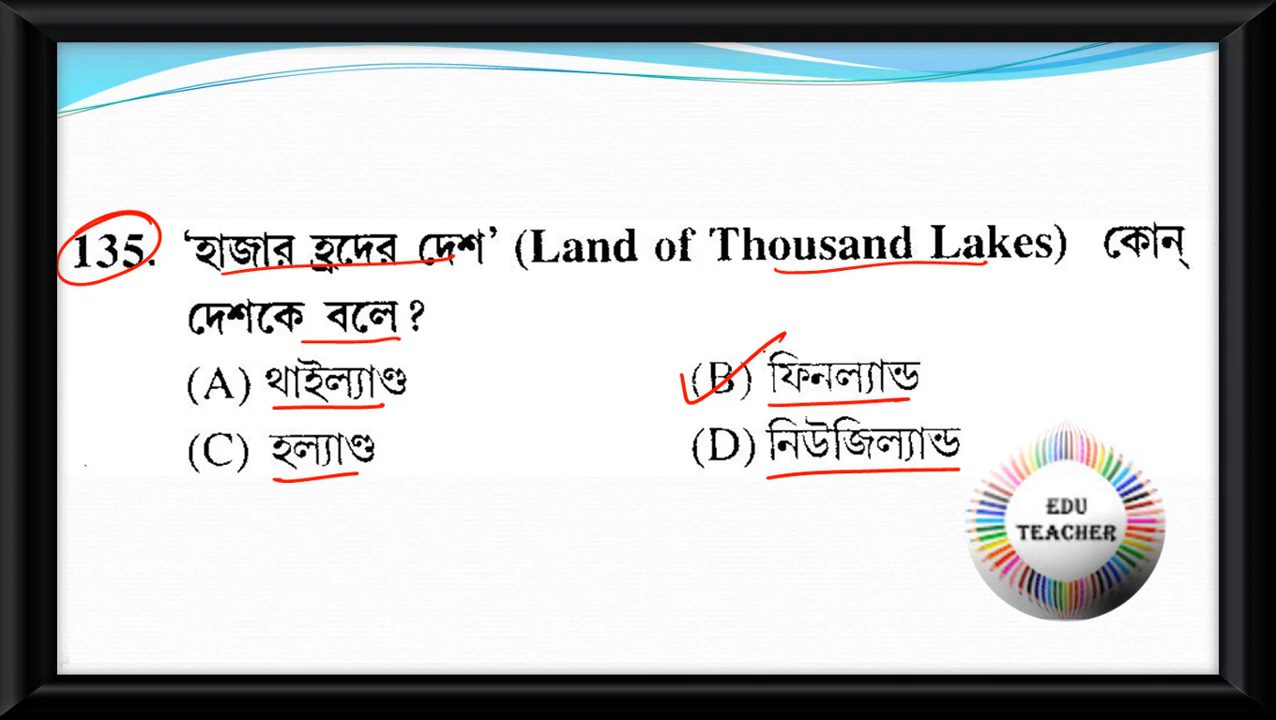 135. ‘হাজার হ্রদের দেশ’ (Land of Thousand Lakes) কোন্
দেশকে বলে ?
(A) থাইল্যাণ্ড (B) ফিনল্যান্ড
(C) হল্যাণ্ড (D) নিউজিল্যান্ড
EDU
TEACHER